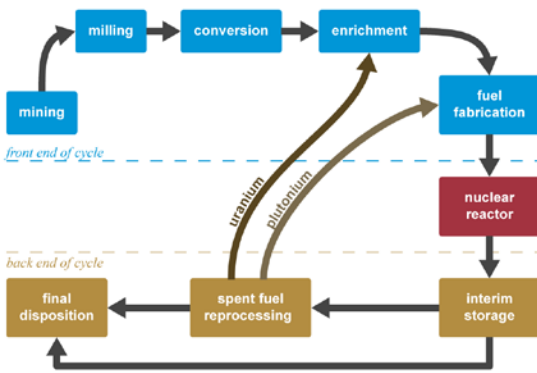 milling
conversion
enrichment
mining
fuel
fabrication
front end of cycle
uranium
plutonium
nuclear
reactor
back end of cycle
final
disposition
spent fuel
reprocessing
interim
storage